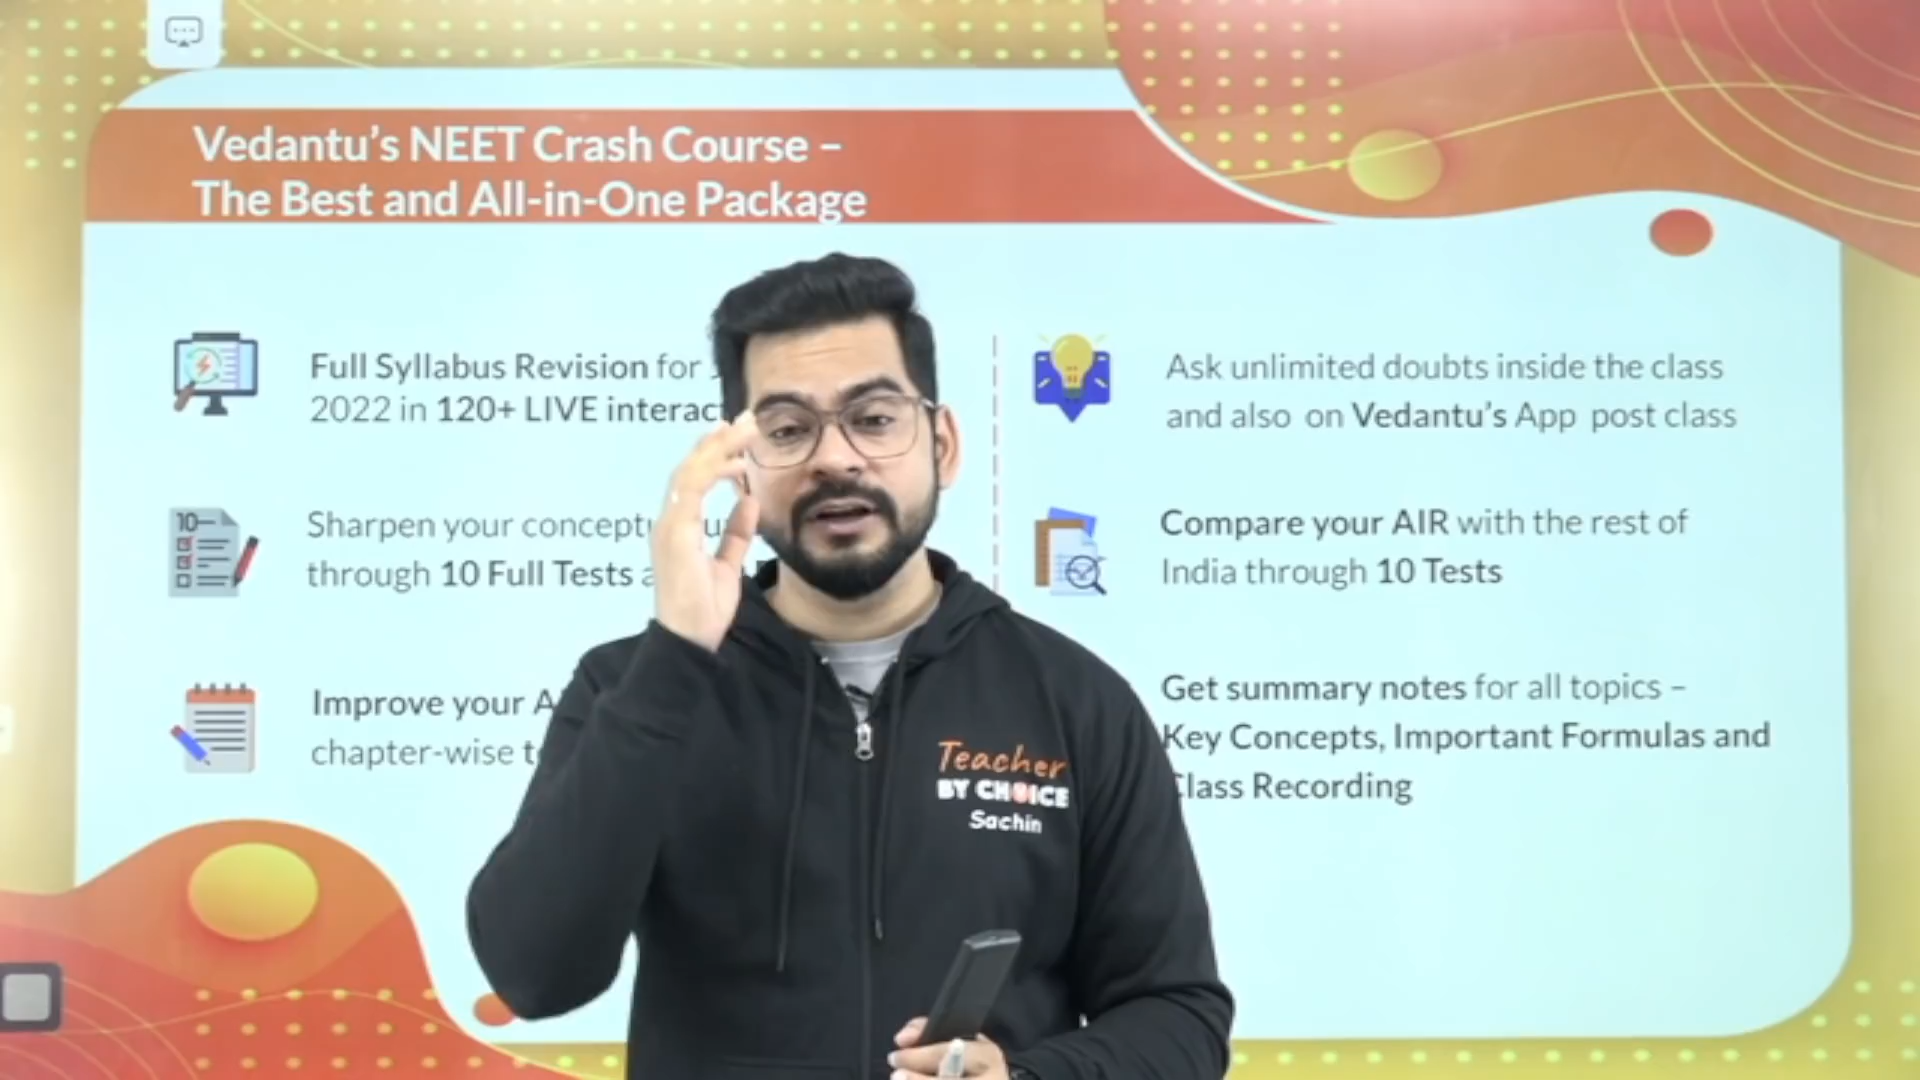 Vedantu's NEET Crash Course –
The Best and All-in-One Package
Full Syllabus Revision for
2022 in 120+ LIVE
Sharpen your
through 10 Full Tests
Improve your
chapter-wise
Ask unlimited doubts inside the class
and also on Vedantu's App post class
Compare your AIR with the rest of
India through 10 Tests
Get summary notes for all topics –
Key Concepts, Important Formulas and
Class Recording
10
Teacher
BY CHOICE
Sachin